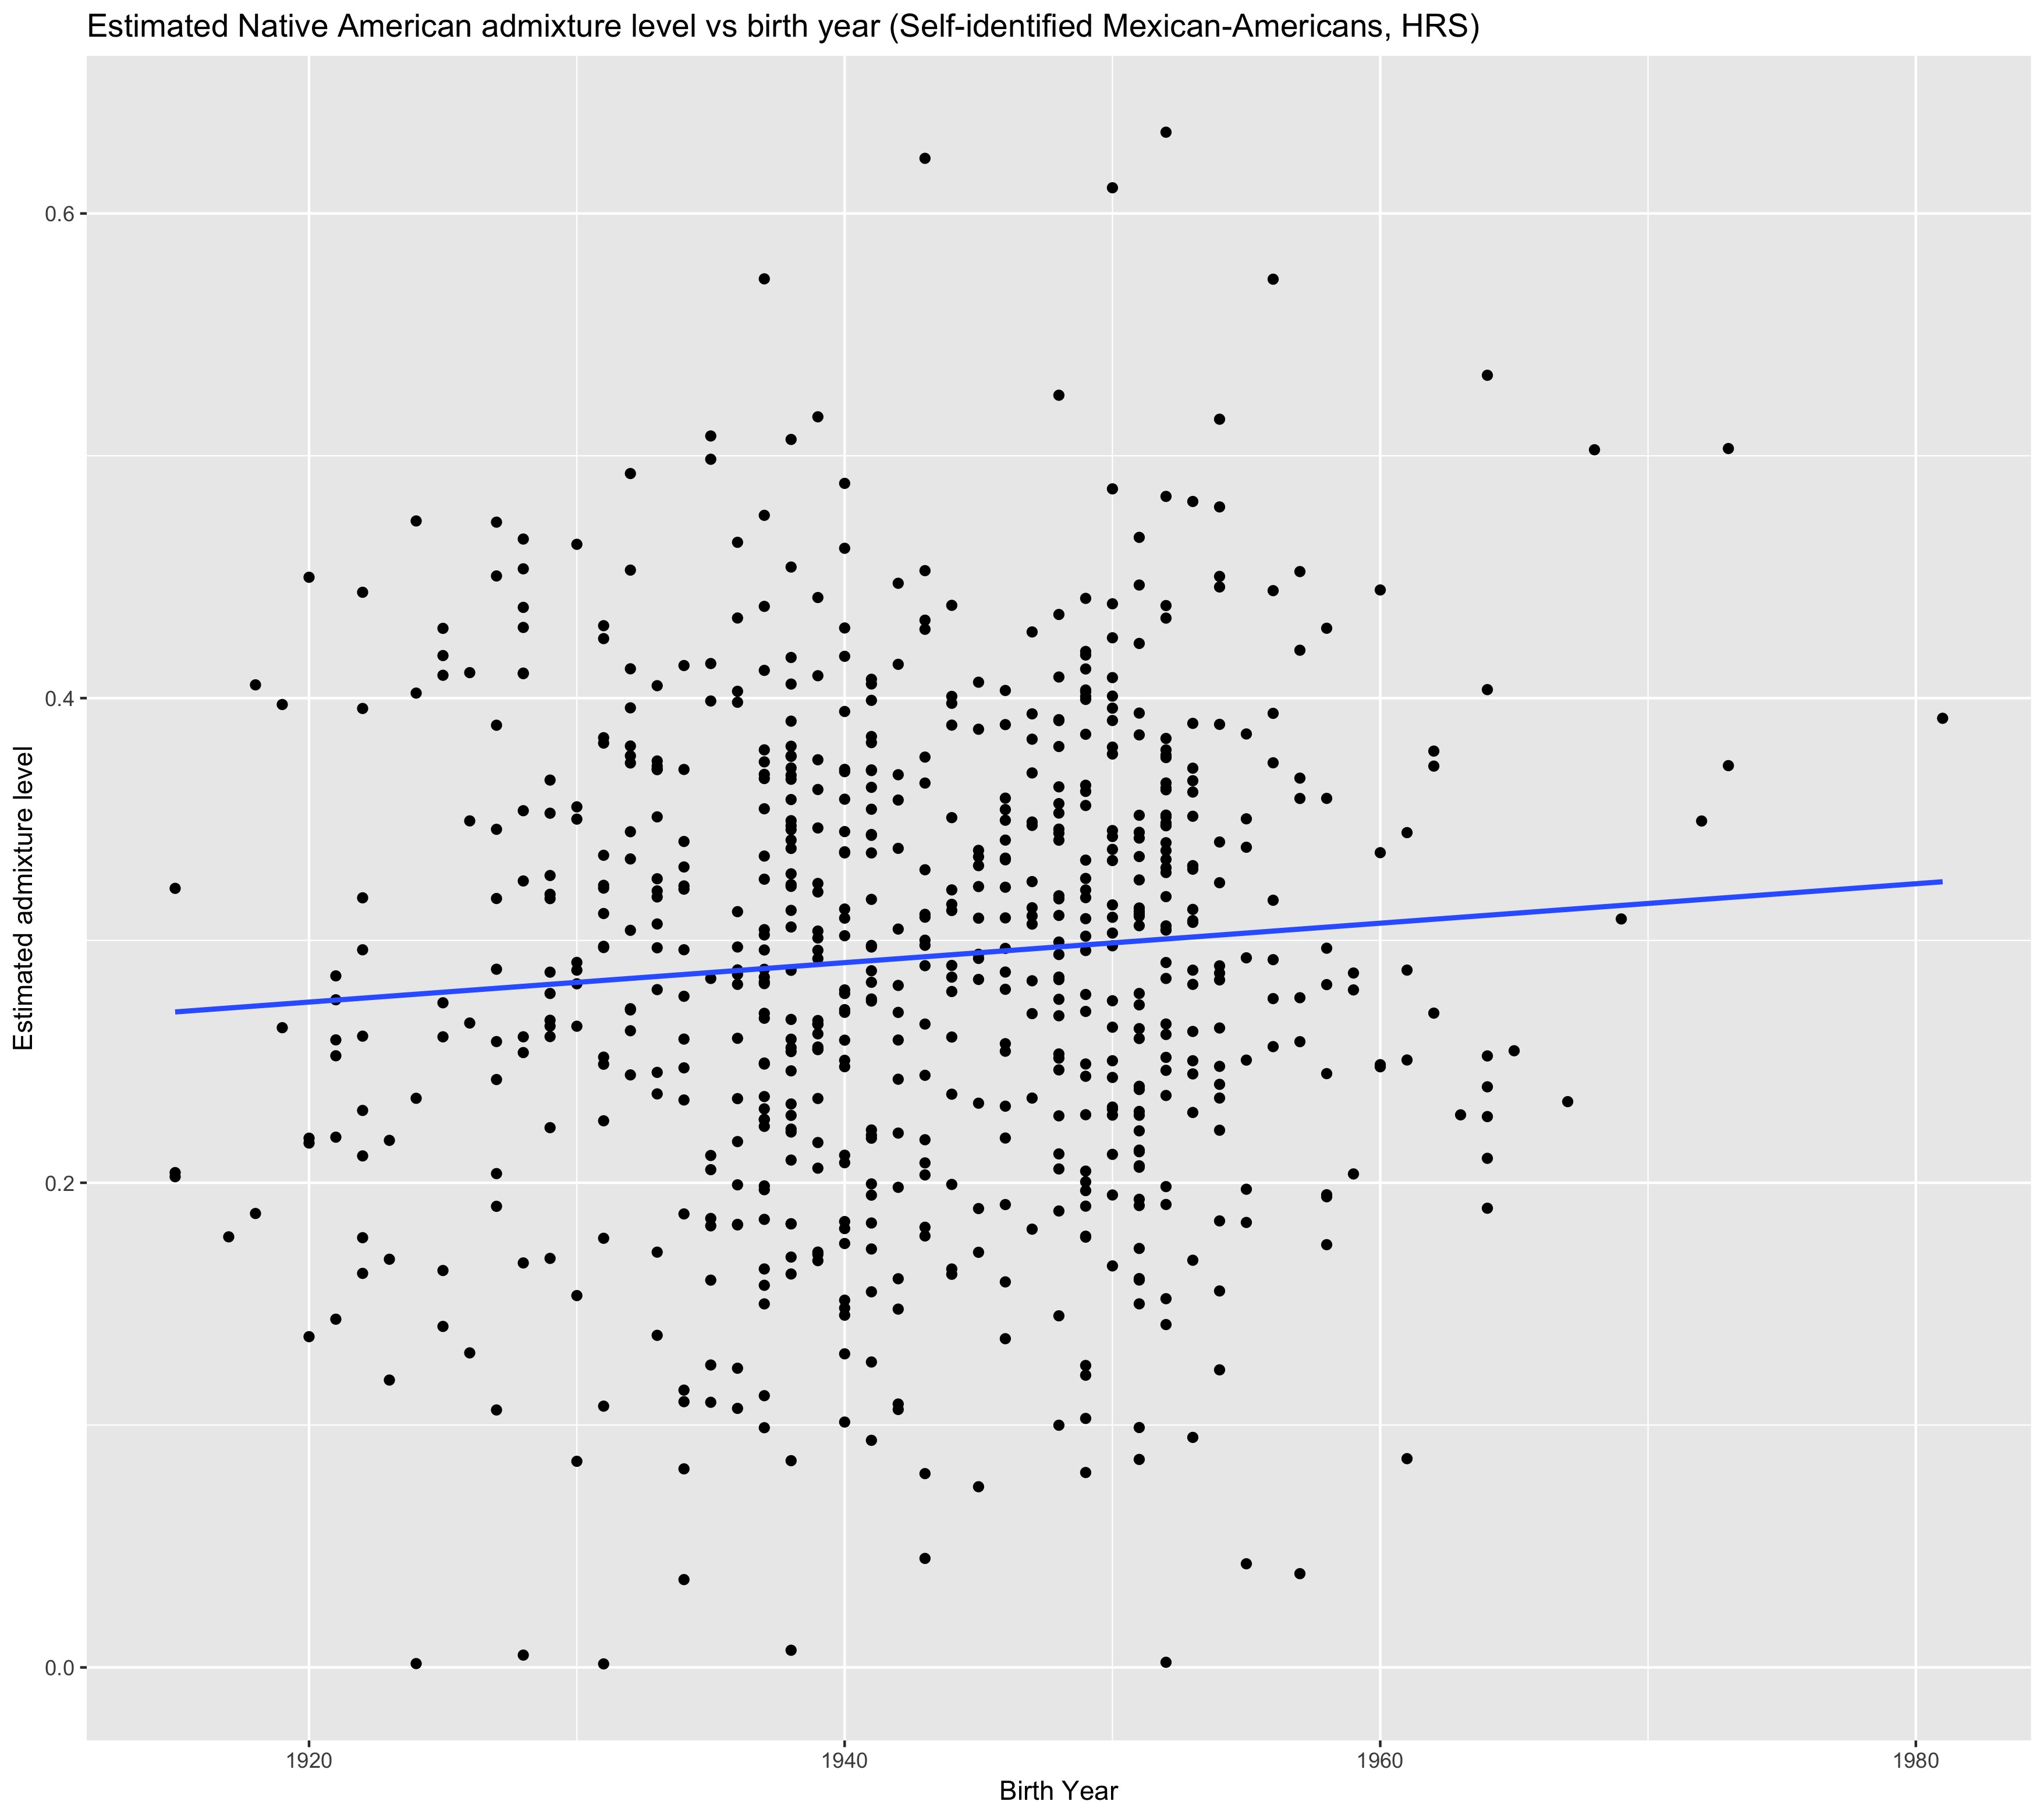 Estimated Native American admixture level vs birth year (Self-identified Mexican-Americans, HRS)
Estimated admixture level
0.6
0.4
0.2
0.0
1920 1940 1960 1980
Birth Year